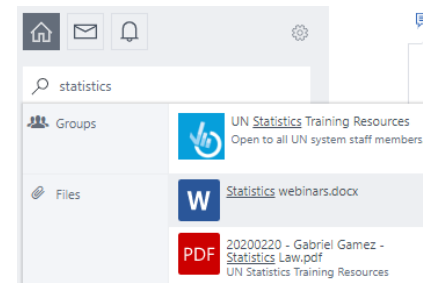 statistics
Groups
UN Statistics Training Resources
Open to all UN system staff members
Files
W
Statistics webinars.docx
PDF
20200220 - Gabriel Gamez -
Statistics Law.pdf
UN Statistics Training Resources